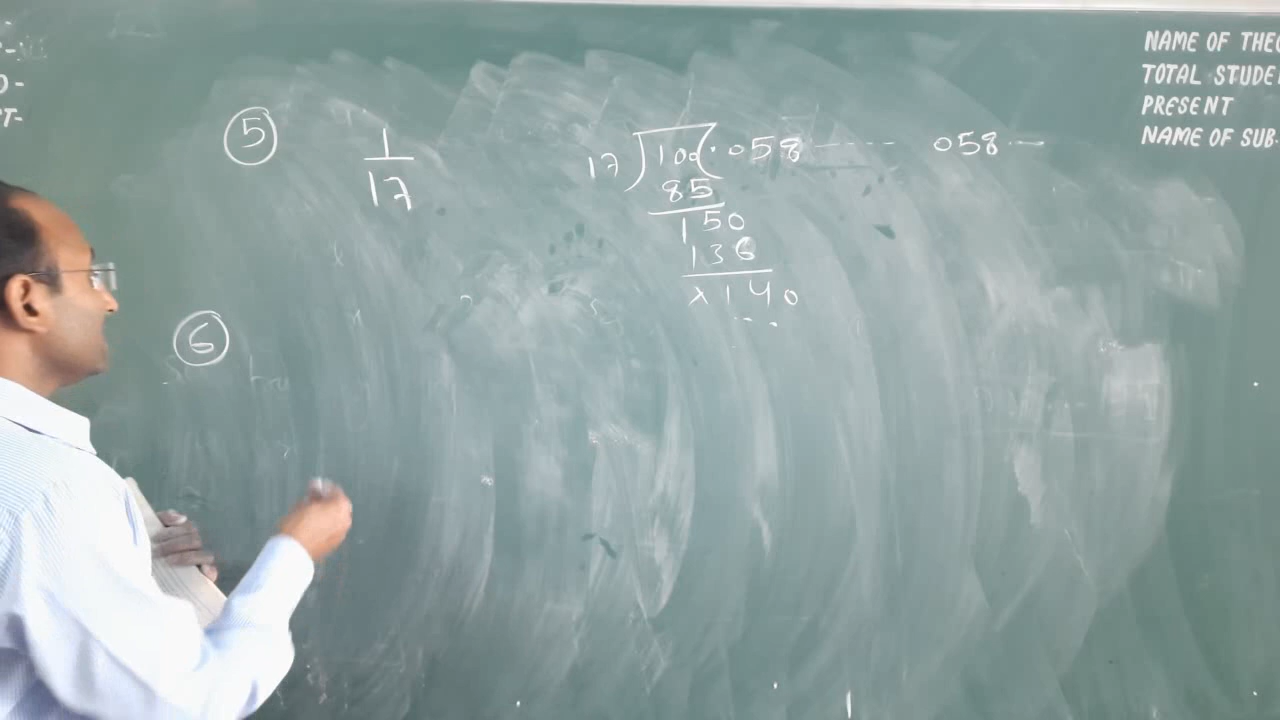 5
1
17
17 ) 100 ( .058 ------ 058 --
85
150
136
x140
6
NAME OF THE
TOTAL STUDE
PRESENT
NAME OF SUB.